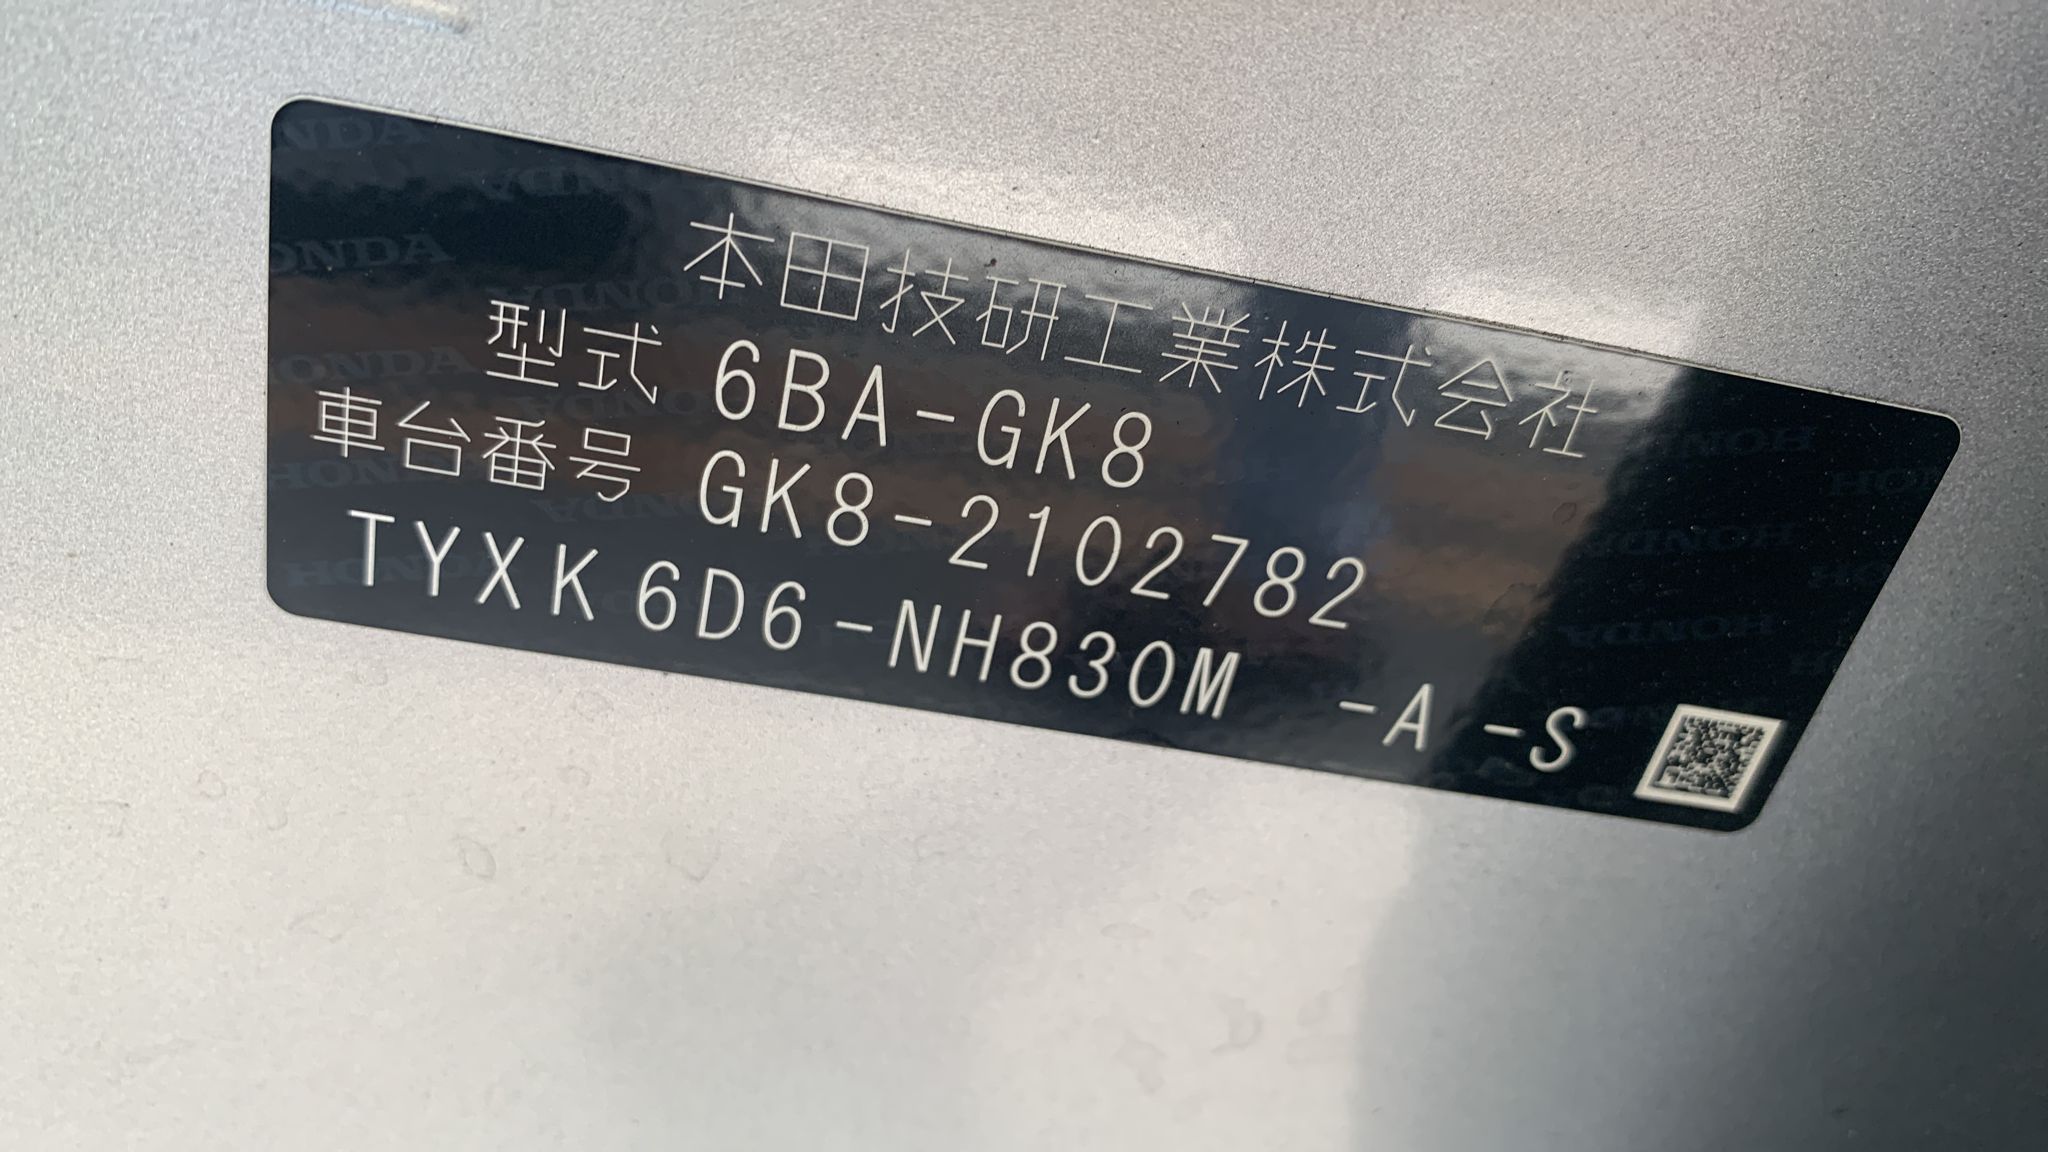 本田技研工業株式会社
型式 6BA-GK8
車台番号 GK8-2102782
TYXK6D6-NH830M -A -S